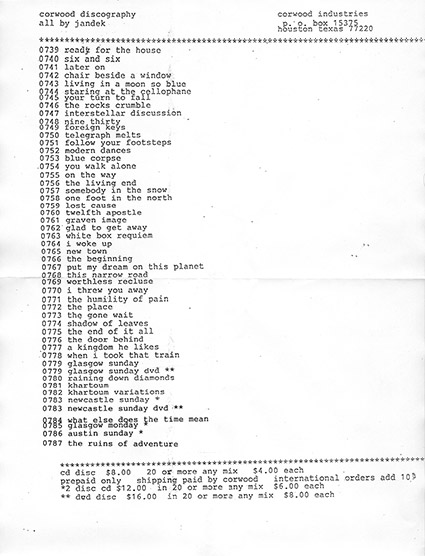 corwood discography
corwood industries
all by jandek
p. o. box 15375
houston texas 77220
********************************************************************
0739 ready for the house
0740 six and six
0741 later on
0742 chair beside a window
0743 living in a moon so blue
0744 staring at the cellophane
0745 your turn to fall
0746 the rocks crumble
0747 interstellar discussion
0748 nine thirty
0749 foreign keys
0750 telegraph melts
0751 follow your footsteps
0752 modern dances
0753 blue corpse
0754 you walk alone
0755 on the way
0756 the living end
0757 somebody in the snow
0758 one foot in the north
0759 lost cause
0760 twelfth apostle
0761 graven image
0762 glad to get away
0763 white box requiem
0764 i woke up
0765 new town
0766 the beginning
0767 put my dream on this planet
0768 this narrow road
0769 worthless recluse
0770 i threw you away
0771 the humility of pain
0772 the place
0773 the gone wait
0774 shadow of leaves
0775 the end of it all
0776 the door behind
0777 a kingdom he likes
0778 when i took that train
0779 glasgow sunday
0779 glasgow sunday dvd **
0780 raining down diamonds
0781 khartoum
0782 khartoum variations
0783 newcastle sunday *
0783 newcastle sunday dvd **
0784 what else does the time mean
0785 glasgow monday *
0786 austin sunday *
0787 the ruins of adventure
****************************************************************
cd disc $8.00 20 or more any mix $4.00 each
prepaid only shipping paid by corwood international orders add
*2 disc cd $12.00 in 20 or more any mix $6.00 each
** dvd disc $16.00 in 20 or more any mix $8.00 each